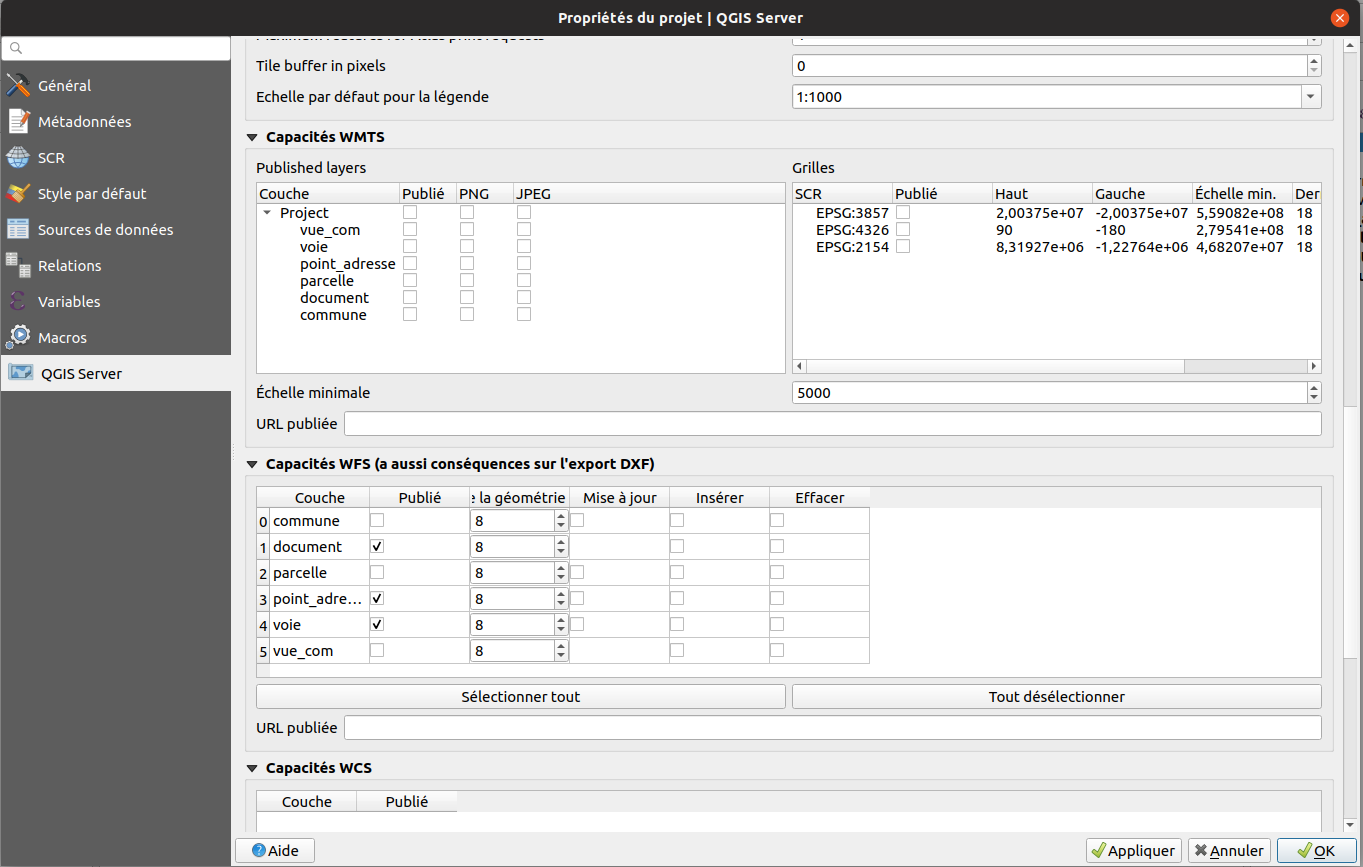 Propriétés du projet | QGIS Server
Général
Métadonnées
SCR
Style par défaut
Sources de données
Relations
Variables
Macros
QGIS Server
Tile buffer in pixels 0
Echelle par défaut pour la légende 1:1000
Capacités WMTS
Published layers
Couche Publié PNG JPEG
Project
vue_com
voie
point_adresse
parcelle
document
commune
Grilles
SCR Publié Haut Gauche Échelle min. Der
EPSG:3857 2,00375e+07 -2,00375e+07 5,59082e+08 18
EPSG:4326 90 -180 2,79541e+08 18
EPSG:2154 8,31927e+06 -1,22764e+06 4,68207e+07 18
Échelle minimale 5000
URL publiée
Capacités WFS (a aussi conséquences sur l'export DXF)
Couche Publié e la géométrie Mise à jour Insérer Effacer
0 commune 8
1 document 8
2 parcelle 8
3 point_adre... 8
4 voie 8
5 vue_com 8
Sélectionner tout Tout désélectionner
URL publiée
Capacités WCS
Couche Publié
Aide Appliquer Annuler OK